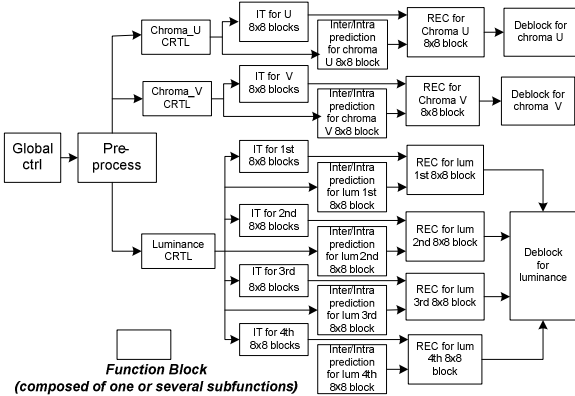 Global
ctrl
Pre-
process
Chroma_U
CRTL
IT for U
8x8 blocks
Inter/Intra
prediction
for chroma
U 8x8 block
REC for
Chroma U
8x8 block
Deblock for
chroma U
Chroma_V
CRTL
IT for V
8x8 blocks
Inter/Intra
prediction
for chroma
V 8x8 block
REC for
Chroma V
8x8 block
Deblock for
chroma V
Luminance
CRTL
IT for 1st
8x8 blocks
Inter/Intra
prediction
for lum 1st
8x8 block
REC for lum
1st 8x8 block
IT for 2nd
8x8 blocks
Inter/Intra
prediction
for lum 2nd
8x8 block
REC for lum
2nd 8x8 block
IT for 3rd
8x8 blocks
Inter/Intra
prediction
for lum 3rd
8x8 block
REC for lum
3rd 8x8 block
IT for 4th
8x8 blocks
Inter/Intra
prediction
for lum 4th
8x8 block
REC for lum
4th 8x8
block
Deblock
for
luminance
Function Block
(composed of one or several subfunctions)